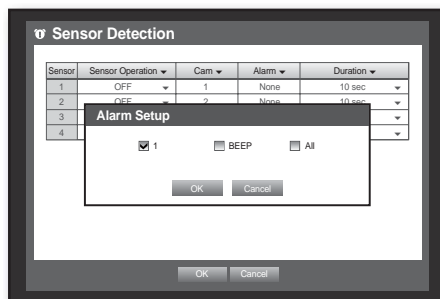 Sensor Detection
Sensor Sensor Operation Cam Alarm Duration
1 OFF 1 None 10 sec
2 OFF 2 None 10 sec
3
4
Alarm Setup
1 BEEP All
OK Cancel
OK Cancel